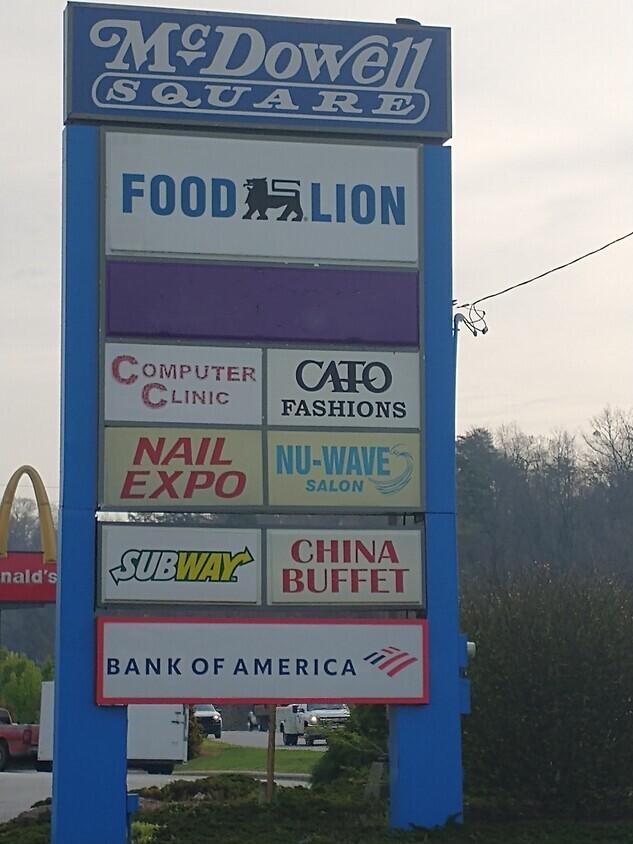 McDowell
SQUARE
FOOD LION
COMPUTER
CLINIC
CATO
FASHIONS
NAIL
EXPO
NU-WAVE
SALON
SUBWAY
CHINA
BUFFET
nald's
BANK OF AMERICA